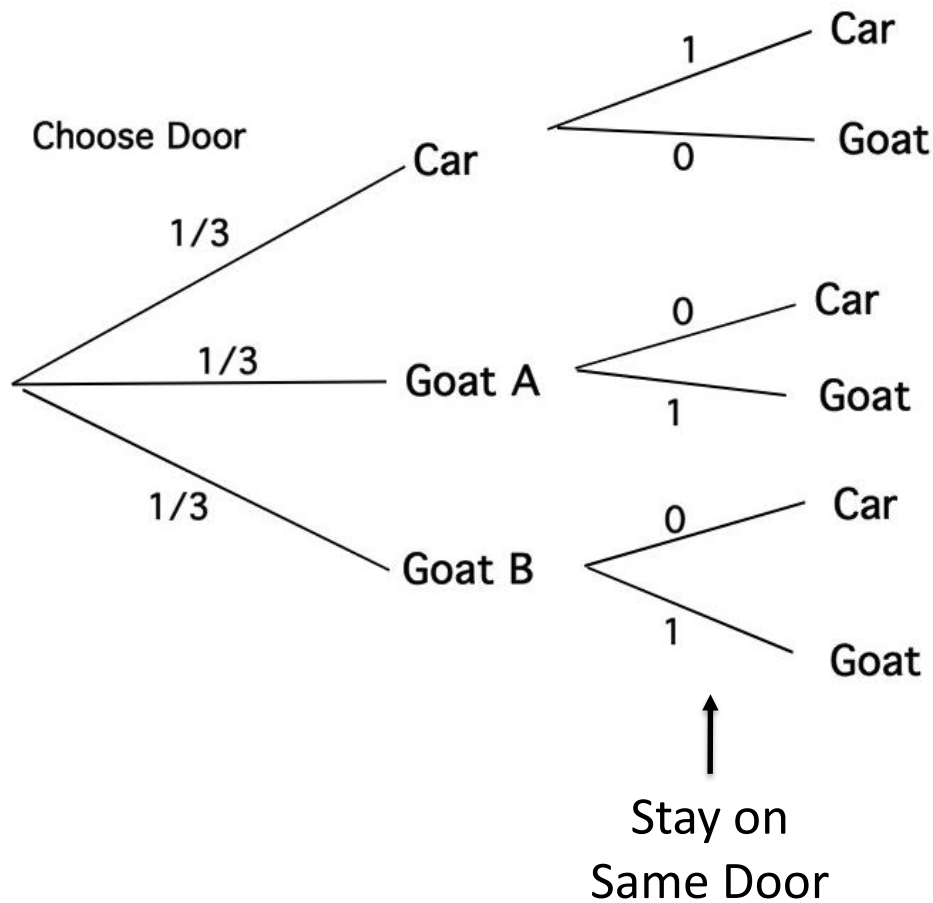 Choose Door
1/3
Car
1
Car
0
Goat
1/3
Goat A
0
Car
1
Goat
1/3
Goat B
0
Car
1
Goat
Stay on
Same Door